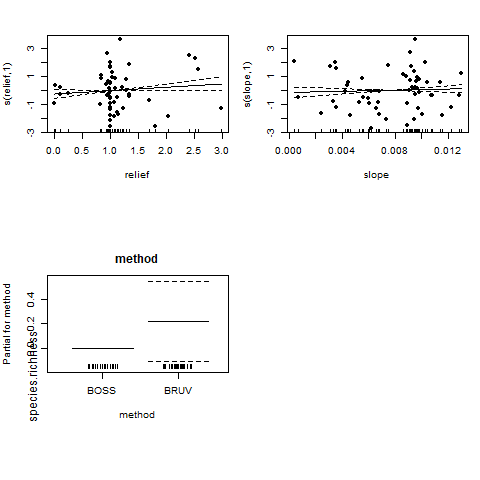 s(relief,1)
3
1
-1
-3
0.0 0.5 1.0 1.5 2.0 2.5 3.0
relief
s(slope,1)
3
1
-1
-3
0.000 0.004 0.008 0.012
slope
method
Partial for method
species.richness
0.4
0.2
0.0
BOSS BRUV
method